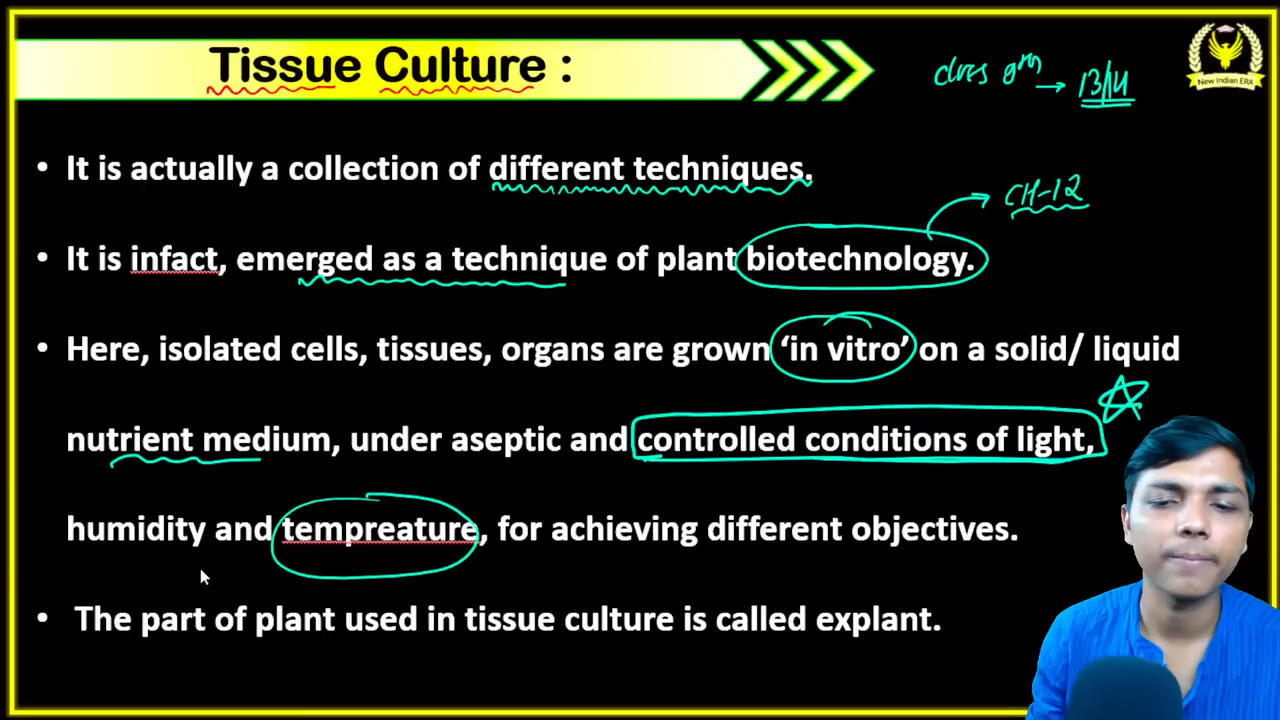 Tissue Culture :
class 9th → 13/14
New Indian ERA
• It is actually a collection of different techniques.
CH-12
• It is infact, emerged as a technique of plant biotechnology.
• Here, isolated cells, tissues, organs are grown ‘in vitro’ on a solid/ liquid
nutrient medium, under aseptic and controlled conditions of light,
humidity and tempreature, for achieving different objectives.
• The part of plant used in tissue culture is called explant.